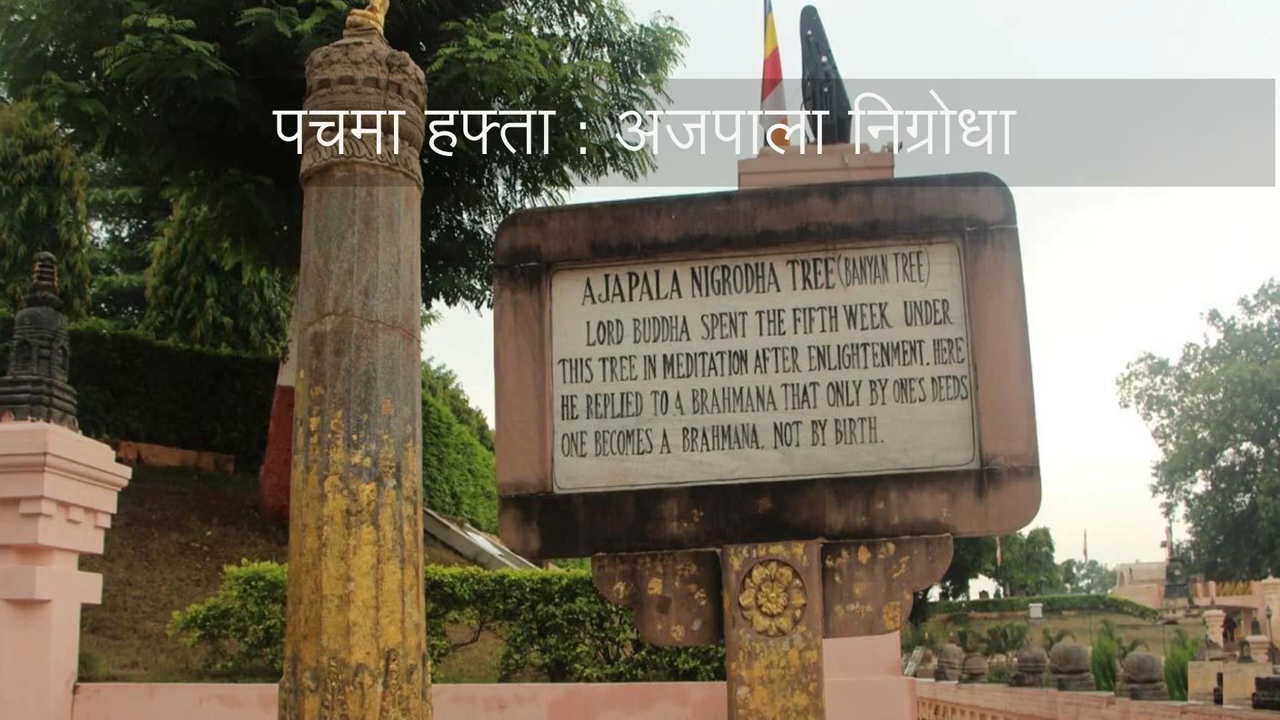 पचमा हफ्ता : अजपाला निग्रोधा
AJAPALA NIGRODHA TREE (BANYAN TREE)
LORD BUDDHA SPENT THE FIFTH WEEK UNDER
THIS TREE IN MEDITATION AFTER ENLIGHTENMENT. HERE
HE REPLIED TO A BRAHMANA THAT ONLY BY ONE'S DEEDS
ONE BECOMES A BRAHMANA. NOT BY BIRTH.